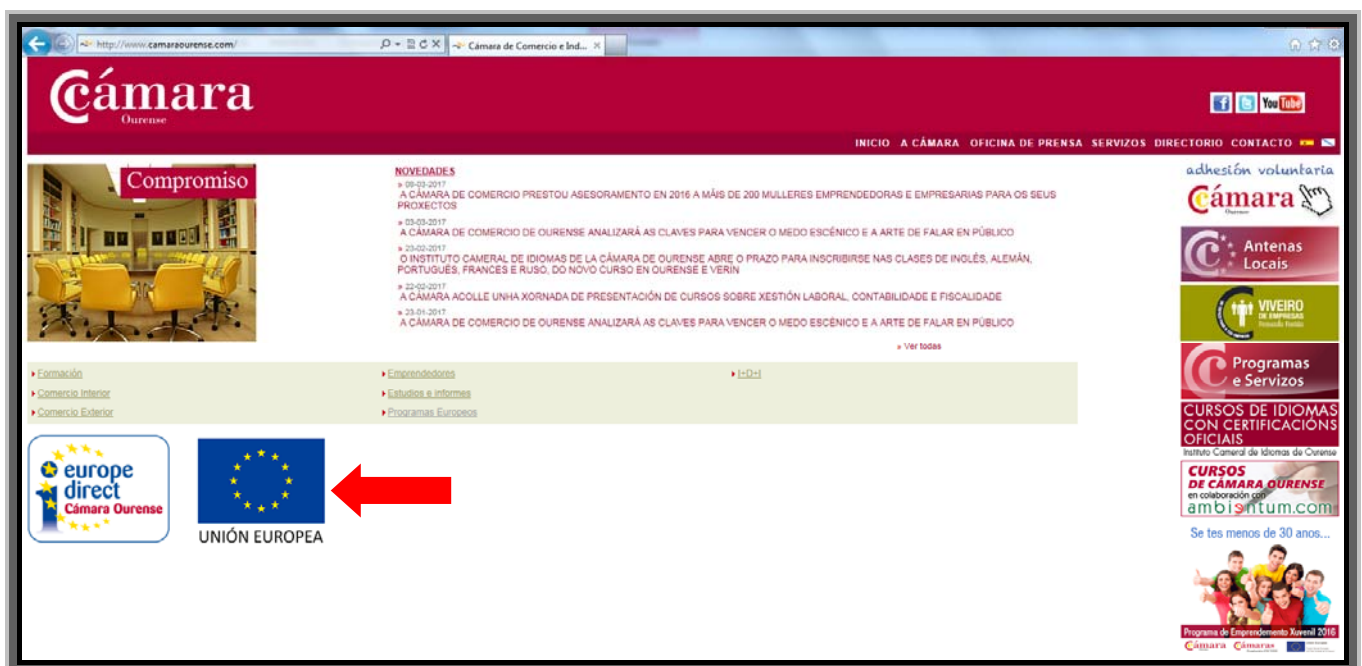 http://www.camaraourense.com/
Cámara de Comercio e Ind...
Cámara
Ourense
You Tube
INICIO A CÁMARA OFICINA DE PRENSA SERVIZOS DIRECTORIO CONTACTO
Compromiso
NOVEDADES
» 09-03-2017
A CÁMARA DE COMERCIO PRESTOU ASESORAMENTO EN 2016 A MÁIS DE 200 MULLERES EMPRENDEDORAS E EMPRESARIAS PARA OS SEUS
PROXECTOS
» 03-03-2017
A CÁMARA DE COMERCIO DE OURENSE ANALIZARÁ AS CLAVES PARA VENCER O MEDO ESCÉNICO E A ARTE DE FALAR EN PÚBLICO
» 23-02-2017
O INSTITUTO CAMERAL DE IDIOMAS DE LA CÁMARA DE OURENSE ABRE O PRAZO PARA INSCRIBIRSE NAS CLASES DE INGLÉS, ALEMÁN,
PORTUGUÉS, FRANCES E RUSO, DO NOVO CURSO EN OURENSE E VERÍN
» 22-02-2017
A CÁMARA ACOLLE UNHA XORNADA DE PRESENTACIÓN DE CURSOS SOBRE XESTIÓN LABORAL, CONTABILIDADE E FISCALIDADE
» 23-01-2017
A CÁMARA DE COMERCIO DE OURENSE ANALIZARÁ AS CLAVES PARA VENCER O MEDO ESCÉNICO E A ARTE DE FALAR EN PÚBLICO
» Ver todas
Formación
Comercio Interior
Comercio Exterior
Emprendedores
Estudios e informes
Programas Europeos
I+D+I
europe
direct
Cámara Ourense
UNIÓN EUROPEA
adhesión voluntaria
Cámara
Ourense
Antenas
Locais
VIVEIRO
DE EMPRESAS
Programas
e Servizos
CURSOS DE IDIOMAS
CON CERTIFICACIÓNS
OFICIAIS
Instituto Cameral de Idiomas de Ourense
CURSOS
DE CÁMARA OURENSE
en colaboración con
ambientum.com
Se tes menos de 30 anos...
Programa de Emprendemento Xuvenil 2016
Cámara Cámaras